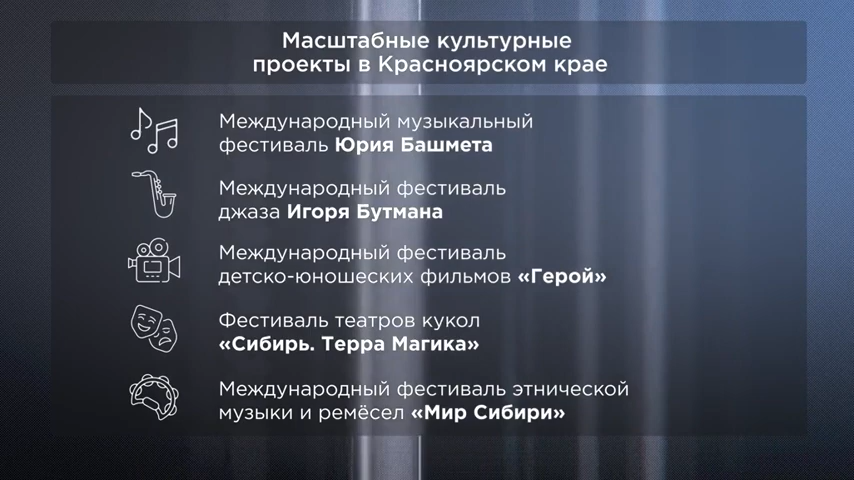 Масштабные культурные
проекты в Красноярском крае
Международный музыкальный
фестиваль Юрия Башмета
Международный фестиваль
джаза Игоря Бутмана
Международный фестиваль
детско-юношеских фильмов «Герой»
Фестиваль театров кукол
«Сибирь. Терра Магика»
Международный фестиваль этнической
музыки и ремёсел «Мир Сибири»